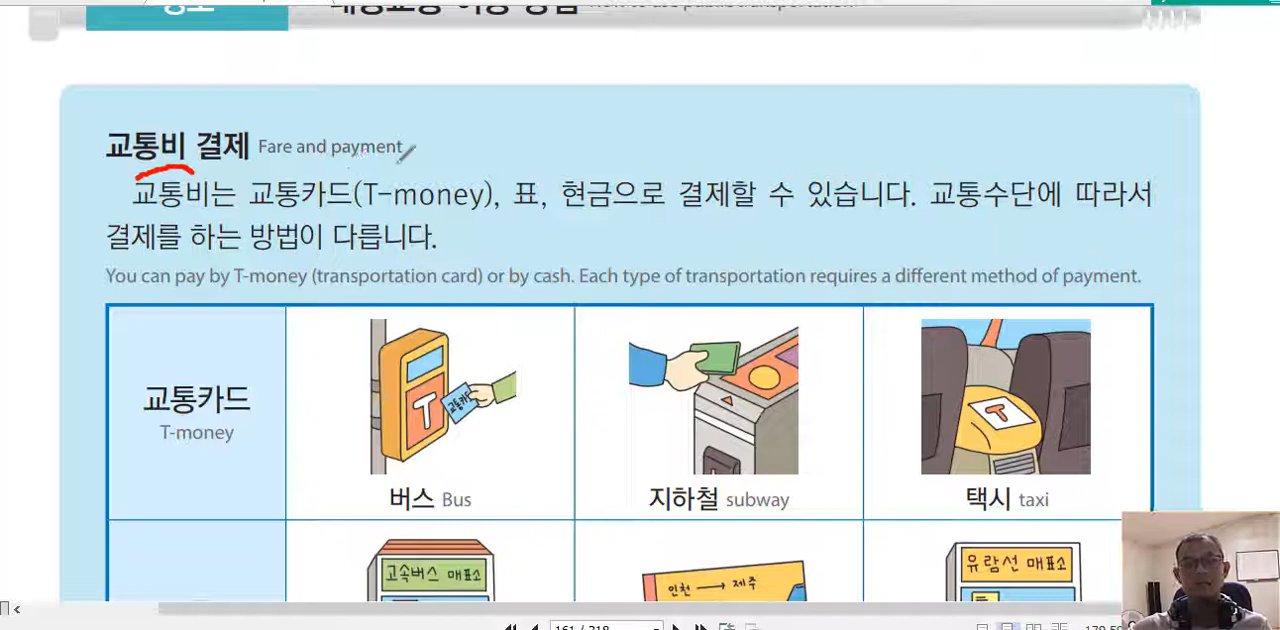 교통비 결제 Fare and payment
교통비는 교통카드(T-money), 표, 현금으로 결제할 수 있습니다. 교통수단에 따라서
결제를 하는 방법이 다릅니다.
You can pay by T-money (transportation card) or by cash. Each type of transportation requires a different method of payment.
교통카드
T-money
T
교통카드
버스 Bus
지하철 subway
T
택시 taxi
고속버스 매표소
인천 → 제주
유람선 매표소
161 / 218